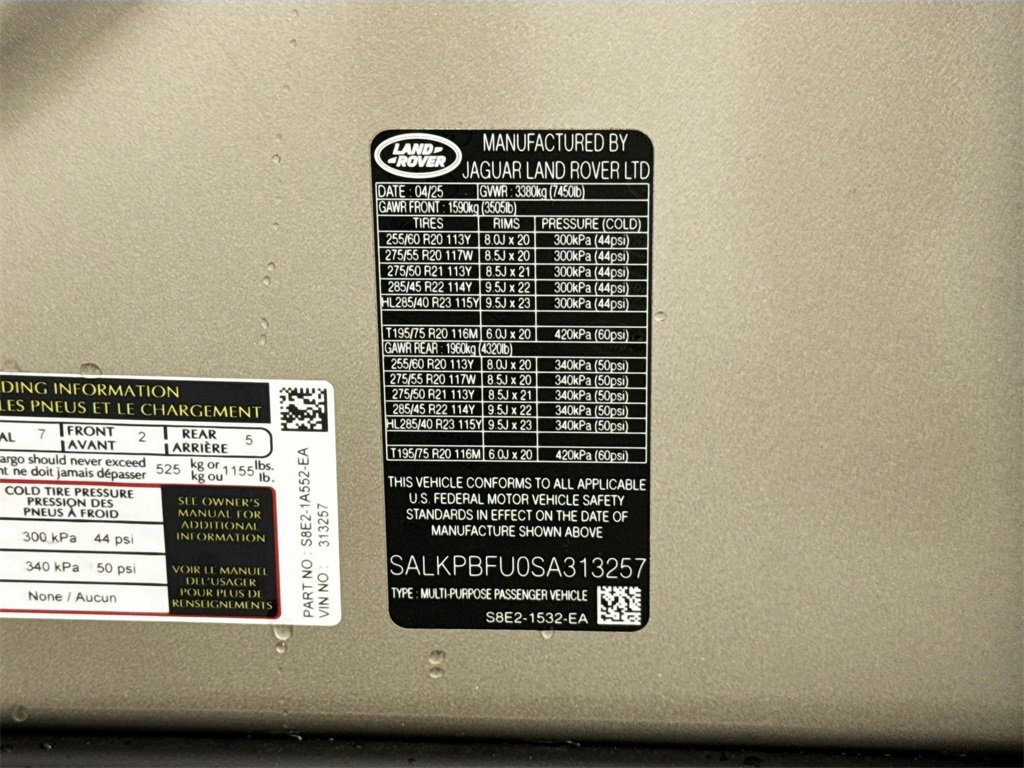 LAND-
-ROVER
MANUFACTURED BY
JAGUAR LAND ROVER LTD
DATE : 04/25 GVWR : 3380kg (7450lb)
GAWR FRONT : 1590kg (3505lb)
TIRES RIMS PRESSURE (COLD)
255/60 R20 113Y 8.0J x 20 300kPa (44psi)
275/55 R20 117W 8.5J x 20 300kPa (44psi)
275/50 R21 113Y 8.5J x 21 300kPa (44psi)
285/45 R22 114Y 9.5J x 22 300kPa (44psi)
HL285/40 R23 115Y 9.5J x 23 300kPa (44psi)
T195/75 R20 116M 6.0J x 20 420kPa (60psi)
GAWR REAR : 1960kg (4320lb)
255/60 R20 113Y 8.0J x 20 340kPa (50psi)
275/55 R20 117W 8.5J x 20 340kPa (50psi)
275/50 R21 113Y 8.5J x 21 340kPa (50psi)
285/45 R22 114Y 9.5J x 22 340kPa (50psi)
HL285/40 R23 115Y 9.5J x 23 340kPa (50psi)
T195/75 R20 116M 6.0J x 20 420kPa (60psi)
THIS VEHICLE CONFORMS TO ALL APPLICABLE
U.S. FEDERAL MOTOR VEHICLE SAFETY
STANDARDS IN EFFECT ON THE DATE OF
MANUFACTURE SHOWN ABOVE
SALKPBFU0SA313257
TYPE : MULTI-PURPOSE PASSENGER VEHICLE
S8E2-1532-EA
DING INFORMATION
LES PNEUS ET LE CHARGEMENT
AL 7 FRONT 2 REAR 5
AVANT ARRIÈRE
argo should never exceed 525 kg or 1155 lbs.
nt ne doit jamais dépasser kg ou lb.
COLD TIRE PRESSURE
PRESSION DES
PNEUS À FROID
300 kPa 44 psi
340 kPa 50 psi
None / Aucun
SEE OWNER'S
MANUAL FOR
ADDITIONAL
INFORMATION
VOIR LE MANUEL
DEL'USAGER
POUR PLUS DE
RENSEIGNEMENTS
PART NO : S8E2-1A552-EA
VIN NO : 313257